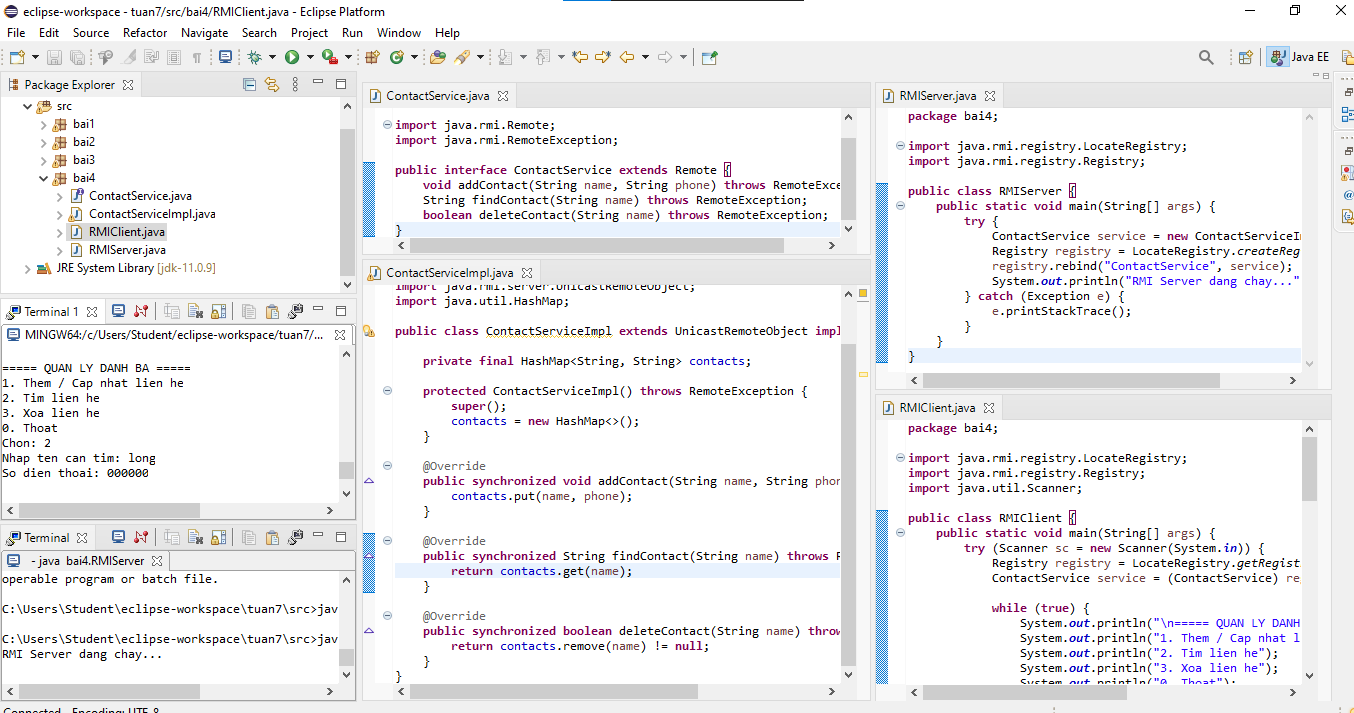 eclipse-workspace - tuan7/src/bai4/RMIClient.java - Eclipse Platform
File Edit Source Refactor Navigate Search Project Run Window Help
Java EE
Package Explorer
src
bai1
bai2
bai3
bai4
ContactService.java
ContactServiceImpl.java
RMIClient.java
RMIServer.java
JRE System Library [jdk-11.0.9]
Terminal 1
MINGW64:/c/Users/Student/eclipse-workspace/tuan7/...
===== QUAN LY DANH BA =====
1. Them / Cap nhat lien he
2. Tim lien he
3. Xoa lien he
0. Thoat
Chon: 2
Nhap ten can tim: long
So dien thoai: 000000
Terminal
- java bai4.RMIServer
operable program or batch file.
C:\Users\Student\eclipse-workspace\tuan7\src>jav
C:\Users\Student\eclipse-workspace\tuan7\src>jav
RMI Server dang chay...
ContactService.java
import java.rmi.Remote;
import java.rmi.RemoteException;
public interface ContactService extends Remote {
void addContact(String name, String phone) throws RemoteExce
String findContact(String name) throws RemoteException;
boolean deleteContact(String name) throws RemoteException;
}
ContactServiceImpl.java
import java.rmi.server.UnicastRemoteObject;
import java.util.HashMap;
public class ContactServiceImpl extends UnicastRemoteObject impl
private final HashMap<String, String> contacts;
protected ContactServiceImpl() throws RemoteException {
super();
contacts = new HashMap<>();
}
@Override
public synchronized void addContact(String name, String phon
contacts.put(name, phone);
}
@Override
public synchronized String findContact(String name) throws R
return contacts.get(name);
}
@Override
public synchronized boolean deleteContact(String name) throw
return contacts.remove(name) != null;
}
}
RMIServer.java
package bai4;
import java.rmi.registry.LocateRegistry;
import java.rmi.registry.Registry;
public class RMIServer {
public static void main(String[] args) {
try {
ContactService service = new ContactServiceI
Registry registry = LocateRegistry.createReg
registry.rebind("ContactService", service);
System.out.println("RMI Server dang chay..."
} catch (Exception e) {
e.printStackTrace();
}
}
}
RMIClient.java
package bai4;
import java.rmi.registry.LocateRegistry;
import java.rmi.registry.Registry;
import java.util.Scanner;
public class RMIClient {
public static void main(String[] args) {
try (Scanner sc = new Scanner(System.in)) {
Registry registry = LocateRegistry.getRegist
ContactService service = (ContactService) re
while (true) {
System.out.println("\n===== QUAN LY DANH
System.out.println("1. Them / Cap nhat l
System.out.println("2. Tim lien he");
System.out.println("3. Xoa lien he");
System.out.println("0. Thoat");
Connected - Encoding: UTF-8